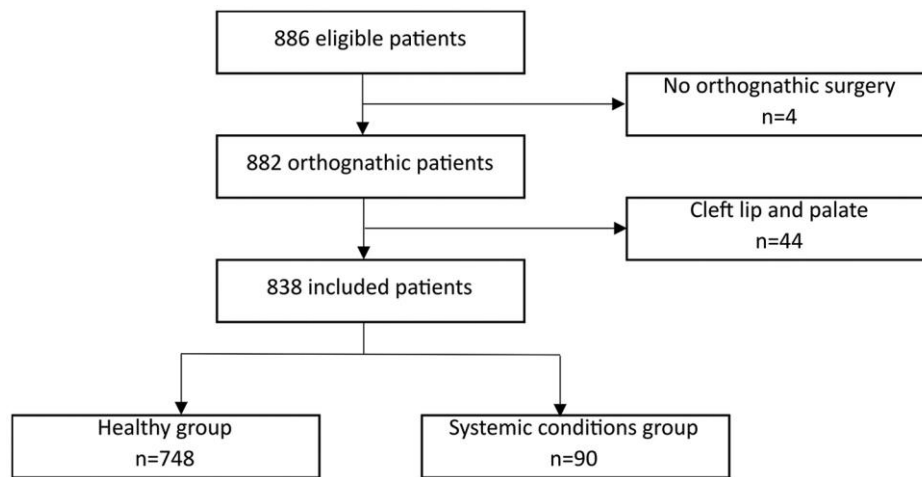 886 eligible patients
No orthognathic surgery
n=4
882 orthognathic patients
Cleft lip and palate
n=44
838 included patients
Healthy group
n=748
Systemic conditions group
n=90